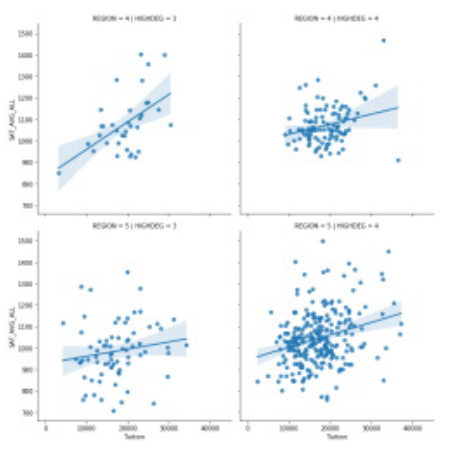 REGION = 4 | HIGHDEG = 3
REGION = 4 | HIGHDEG = 4
1500
1400
1300
1200
1100
1000
900
800
700
SAT_AVG_ALL
REGION = 5 | HIGHDEG = 3
REGION = 5 | HIGHDEG = 4
1500
1400
1300
1200
1100
1000
900
800
700
SAT_AVG_ALL
0 10000 20000 30000 40000
0 10000 20000 30000 40000
Tuition
Tuition